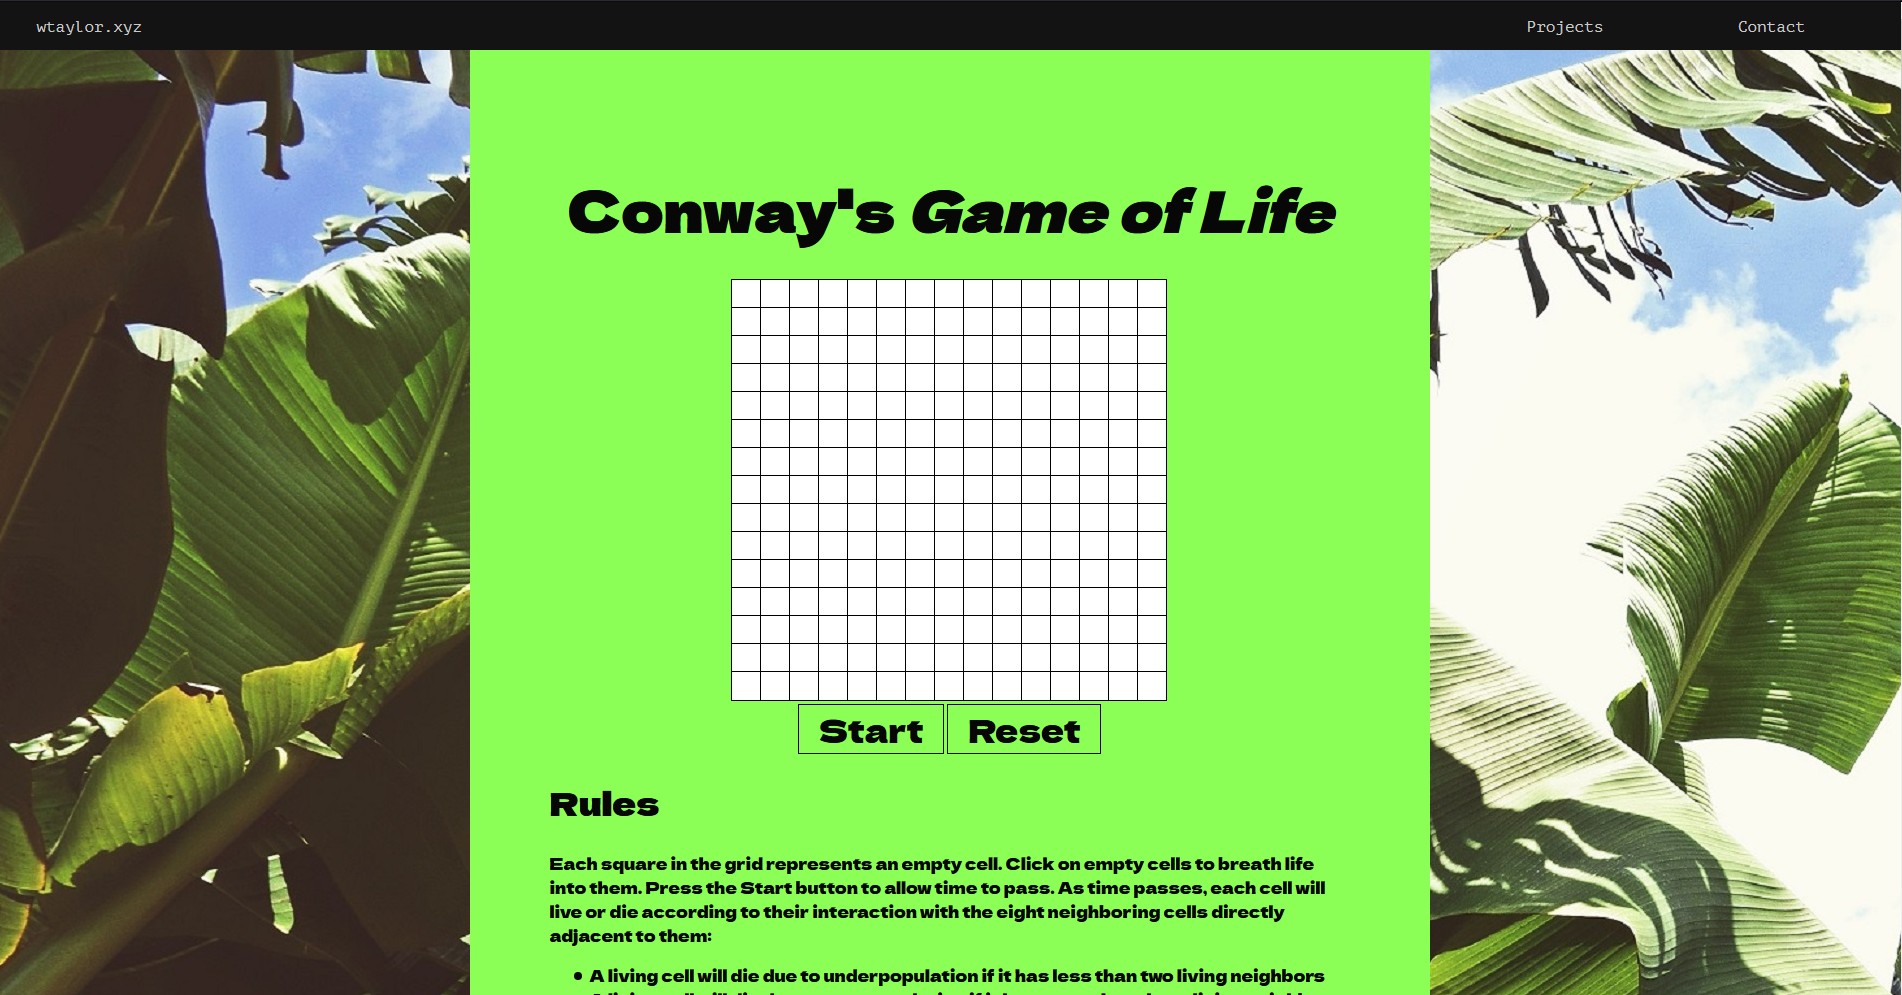 wtaylor.xyz Projects Contact
Conway's Game of Life
Start Reset
Rules
Each square in the grid represents an empty cell. Click on empty cells to breath life
into them. Press the Start button to allow time to pass. As time passes, each cell will
live or die according to their interaction with the eight neighboring cells directly
adjacent to them:
• A living cell will die due to underpopulation if it has less than two living neighbors